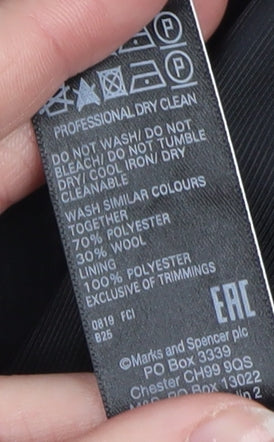 P
P
PROFESSIONAL DRY CLEAN
DO NOT WASH/ DO NOT
BLEACH/ DO NOT TUMBLE
DRY/ COOL IRON/ DRY
CLEANABLE
WASH SIMILAR COLOURS
TOGETHER
70% POLYESTER
30% WOOL
LINING
100% POLYESTER
EXCLUSIVE OF TRIMMINGS
0819 FCI
825
EAC
©Marks and Spencer plc
PO Box 3339
Chester CH99 9QS
PO Box 13022
2